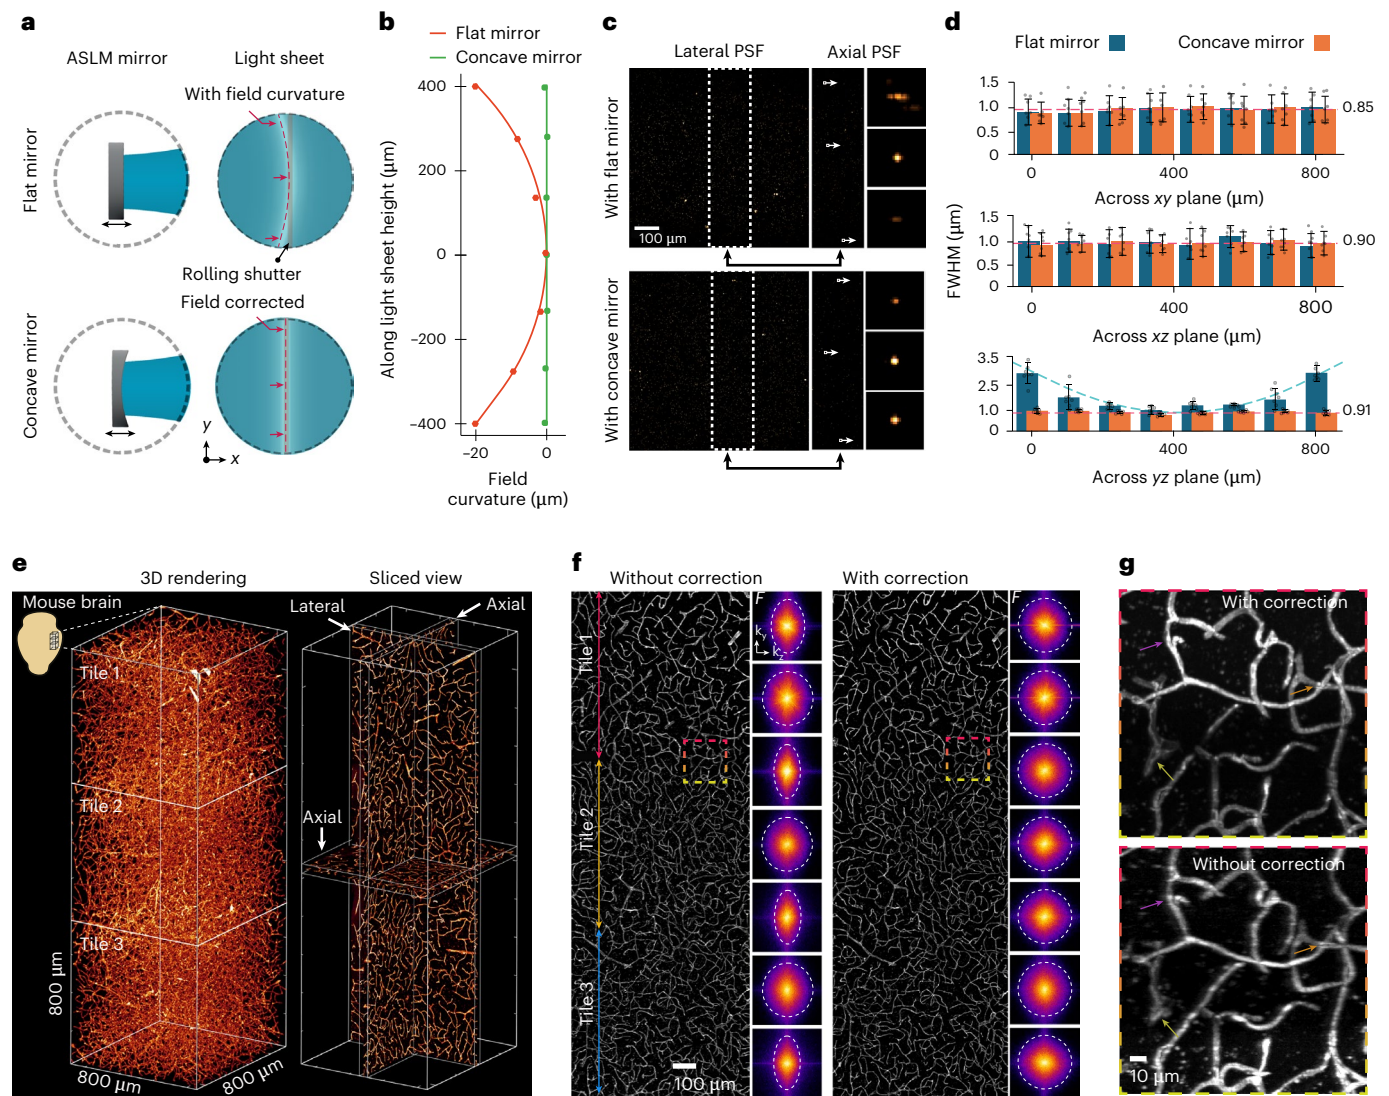 a
ASLM mirror
Light sheet
With field curvature
Flat mirror
Rolling shutter
Field corrected
Concave mirror
y
x
b
Flat mirror
Concave mirror
Along light sheet height (μm)
400
200
0
–200
–400
–20
0
Field
curvature (μm)
c
Lateral PSF
Axial PSF
With flat mirror
100 μm
With concave mirror
d
Flat mirror
Concave mirror
FWHM (μm)
1.5
1.0
0.5
0
0.85
0
400
800
Across xy plane (μm)
1.5
1.0
0.5
0
0.90
0
400
800
Across xz plane (μm)
3.5
2.5
1.0
0
0.91
0
400
800
Across yz plane (μm)
e
3D rendering
Sliced view
Mouse brain
Tile 1
Tile 2
Tile 3
800 μm
800 μm
800 μm
Lateral
Axial
Axial
f
Without correction
With correction
Tile 1
Tile 2
Tile 3
F
k
kz
F
100 μm
g
With correction
Without correction
10 μm